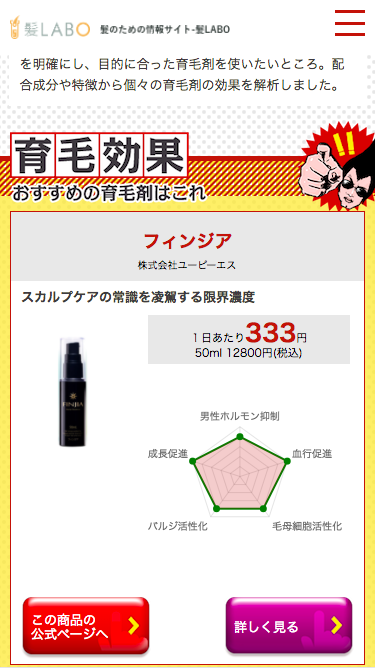 髪LABO 髪のための情報サイト-髪LABO
を明確にし、目的に合った育毛剤を使いたいところ。配
合成分や特徴から個々の育毛剤の効果を解析しました。
育毛効果
!!
おすすめの育毛剤はこれ
フィンジア
株式会社ユーピーエス
スカルプケアの常識を凌駕する限界濃度
1日あたり333円
50ml 12800円(税込)
FINJIA
男性ホルモン抑制
成長促進
血行促進
バルジ活性化
毛母細胞活性化
この商品の
公式ページへ
詳しく見る